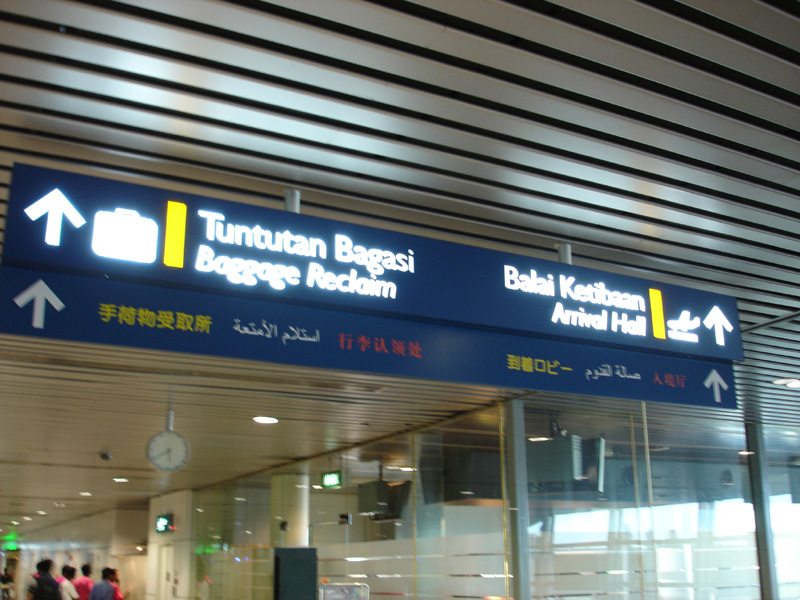 Tuntutan Bagasi
Baggage Reclaim
Balai Ketibaan
Arrival Hall
手荷物受取所 استلام الأمتعة 行李认领处
到着ロビー صالة القدوم 入境厅